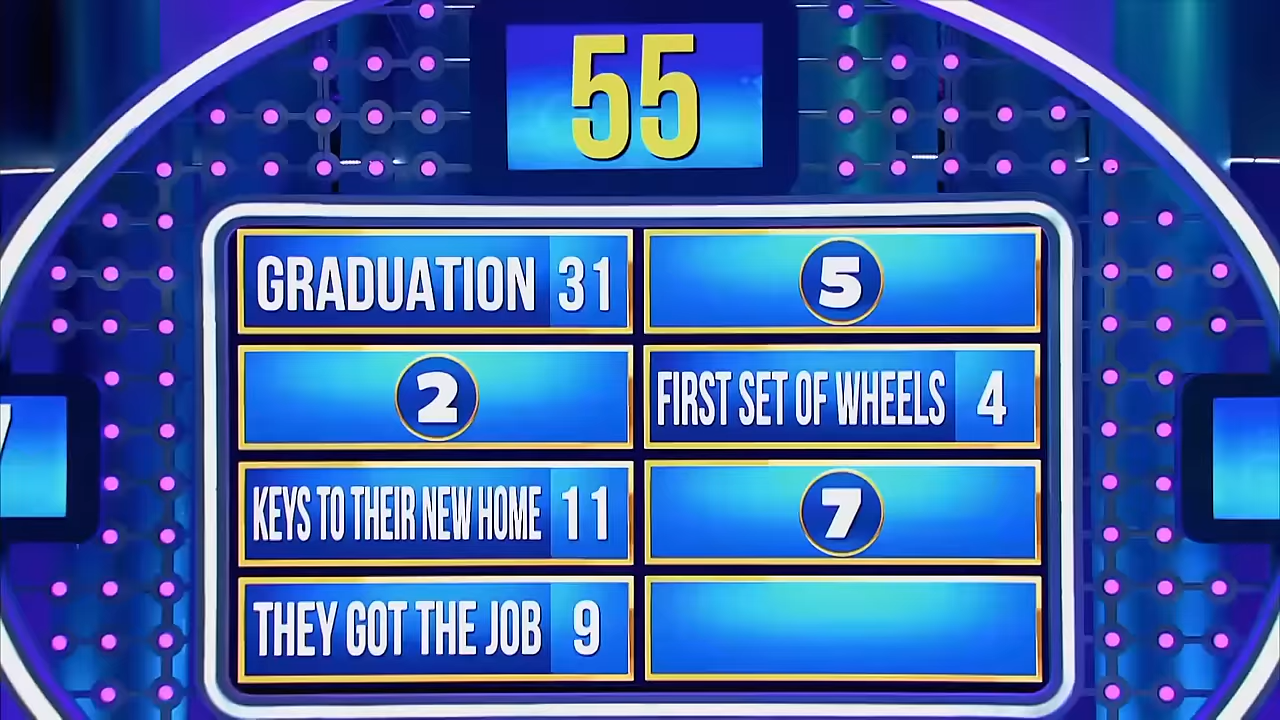 55
GRADUATION 31
5
2
FIRST SET OF WHEELS 4
KEYS TO THEIR NEW HOME 11
7
THEY GOT THE JOB 9